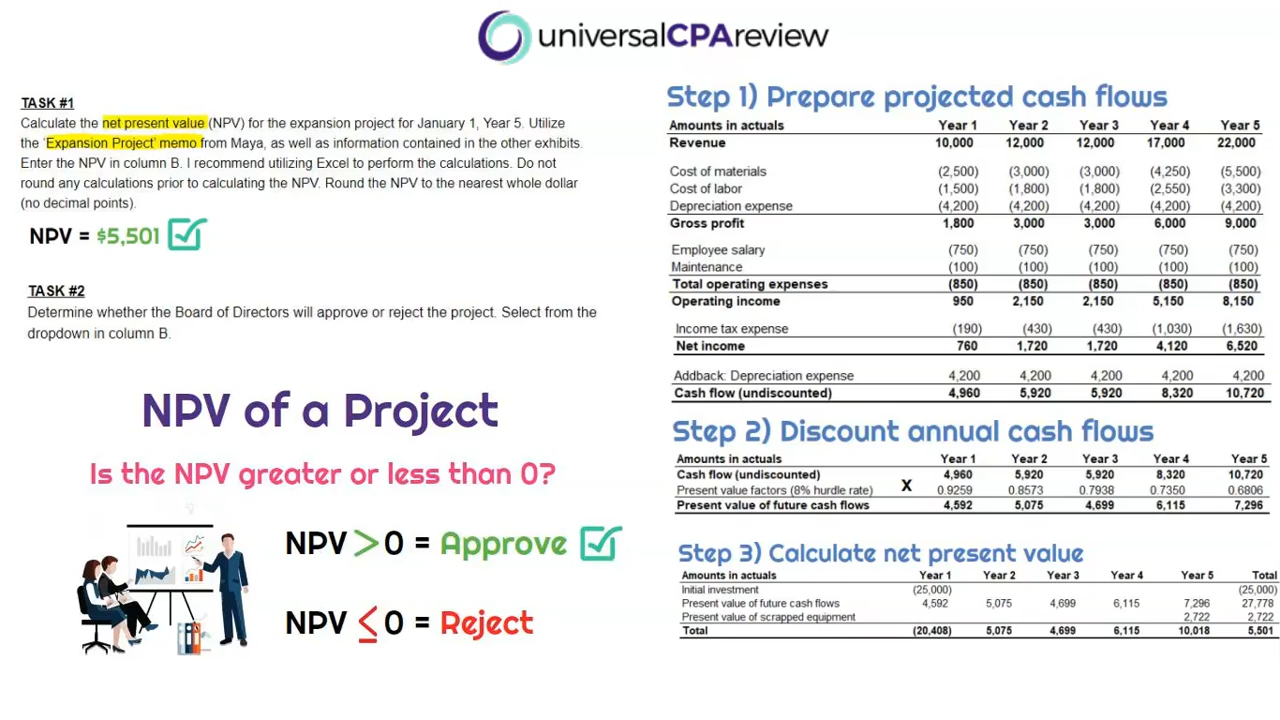 universalCPAreview
TASK #1
Calculate the net present value (NPV) for the expansion project for January 1, Year 5. Utilize
the 'Expansion Project' memo from Maya, as well as information contained in the other exhibits.
Enter the NPV in column B. I recommend utilizing Excel to perform the calculations. Do not
round any calculations prior to calculating the NPV. Round the NPV to the nearest whole dollar
(no decimal points).
NPV = $5,501
TASK #2
Determine whether the Board of Directors will approve or reject the project. Select from the
dropdown in column B.
NPV of a Project
Is the NPV greater or less than 0?
NPV > 0 = Approve
NPV ≤ 0 = Reject
Step 1) Prepare projected cash flows
Amounts in actuals Year 1 Year 2 Year 3 Year 4 Year 5
Revenue 10,000 12,000 12,000 17,000 22,000
Cost of materials (2,500) (3,000) (3,000) (4,250) (5,500)
Cost of labor (1,500) (1,800) (1,800) (2,550) (3,300)
Depreciation expense (4,200) (4,200) (4,200) (4,200) (4,200)
Gross profit 1,800 3,000 3,000 6,000 9,000
Employee salary (750) (750) (750) (750) (750)
Maintenance (100) (100) (100) (100) (100)
Total operating expenses (850) (850) (850) (850) (850)
Operating income 950 2,150 2,150 5,150 8,150
Income tax expense (190) (430) (430) (1,030) (1,630)
Net income 760 1,720 1,720 4,120 6,520
Addback: Depreciation expense 4,200 4,200 4,200 4,200 4,200
Cash flow (undiscounted) 4,960 5,920 5,920 8,320 10,720
Step 2) Discount annual cash flows
Amounts in actuals Year 1 Year 2 Year 3 Year 4 Year 5
Cash flow (undiscounted) 4,960 5,920 5,920 8,320 10,720
Present value factors (8% hurdle rate) X 0.9259 0.8573 0.7938 0.7350 0.6806
Present value of future cash flows 4,592 5,075 4,699 6,115 7,296
Step 3) Calculate net present value
Amounts in actuals Year 1 Year 2 Year 3 Year 4 Year 5 Total
Initial investment (25,000) (25,000)
Present value of future cash flows 4,592 5,075 4,699 6,115 7,296 27,778
Present value of scrapped equipment 2,722 2,722
Total (20,408) 5,075 4,699 6,115 10,018 5,501